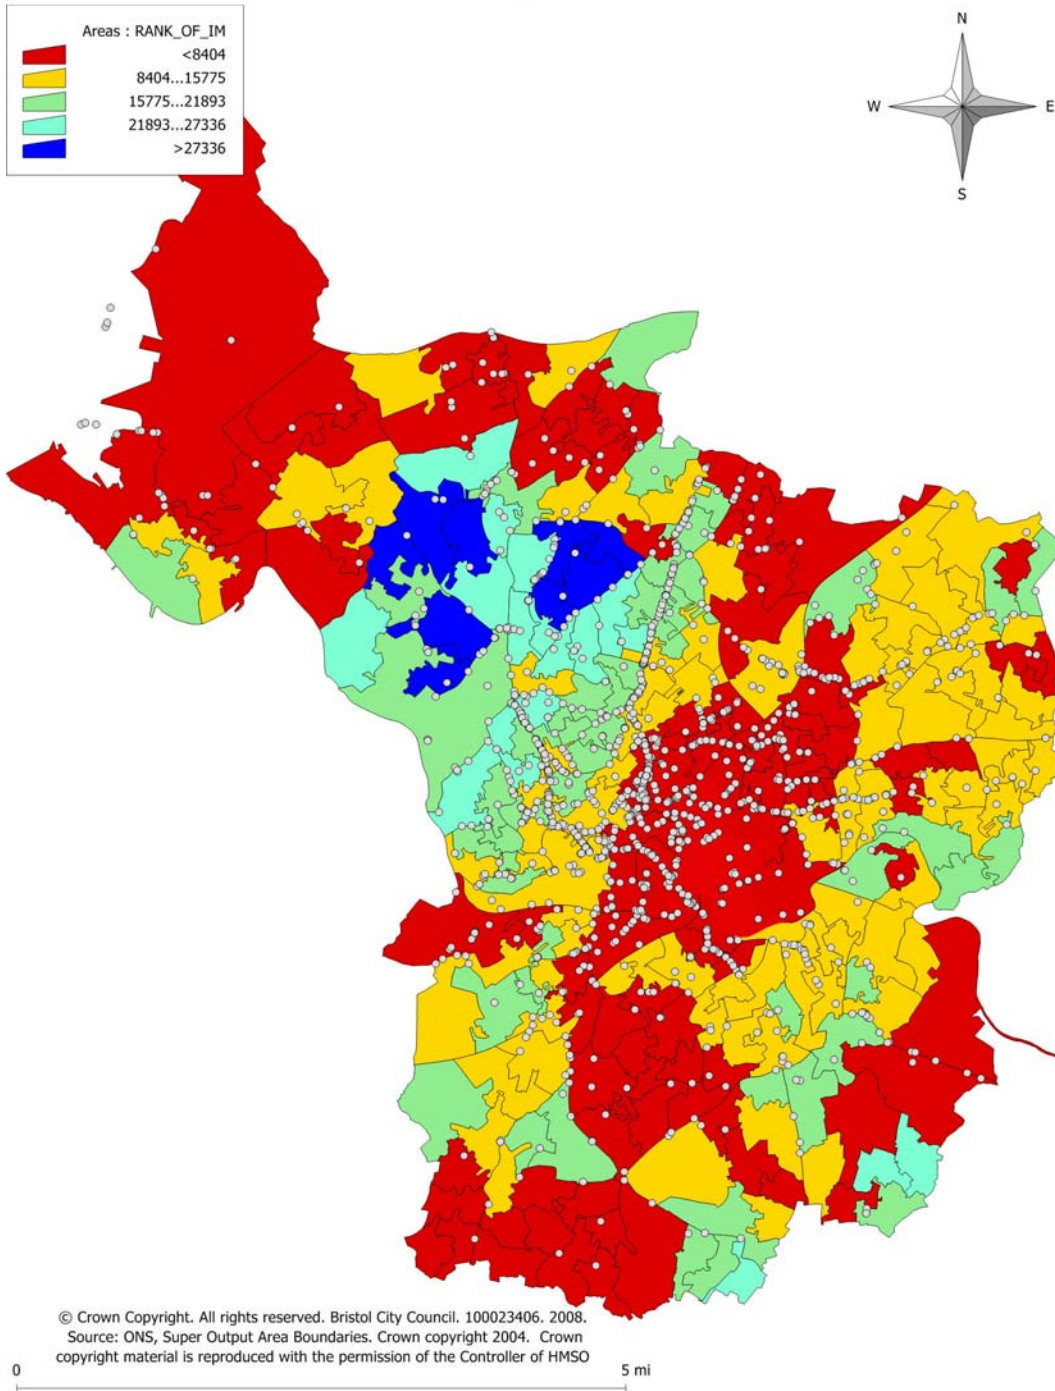 Areas : RANK_OF_IM
<8404
8404...15775
15775...21893
21893...27336
>27336
N
W E
S
© Crown Copyright. All rights reserved. Bristol City Council. 100023406. 2008.
Source: ONS, Super Output Area Boundaries. Crown copyright 2004. Crown
copyright material is reproduced with the permission of the Controller of HMSO
0 5 mi